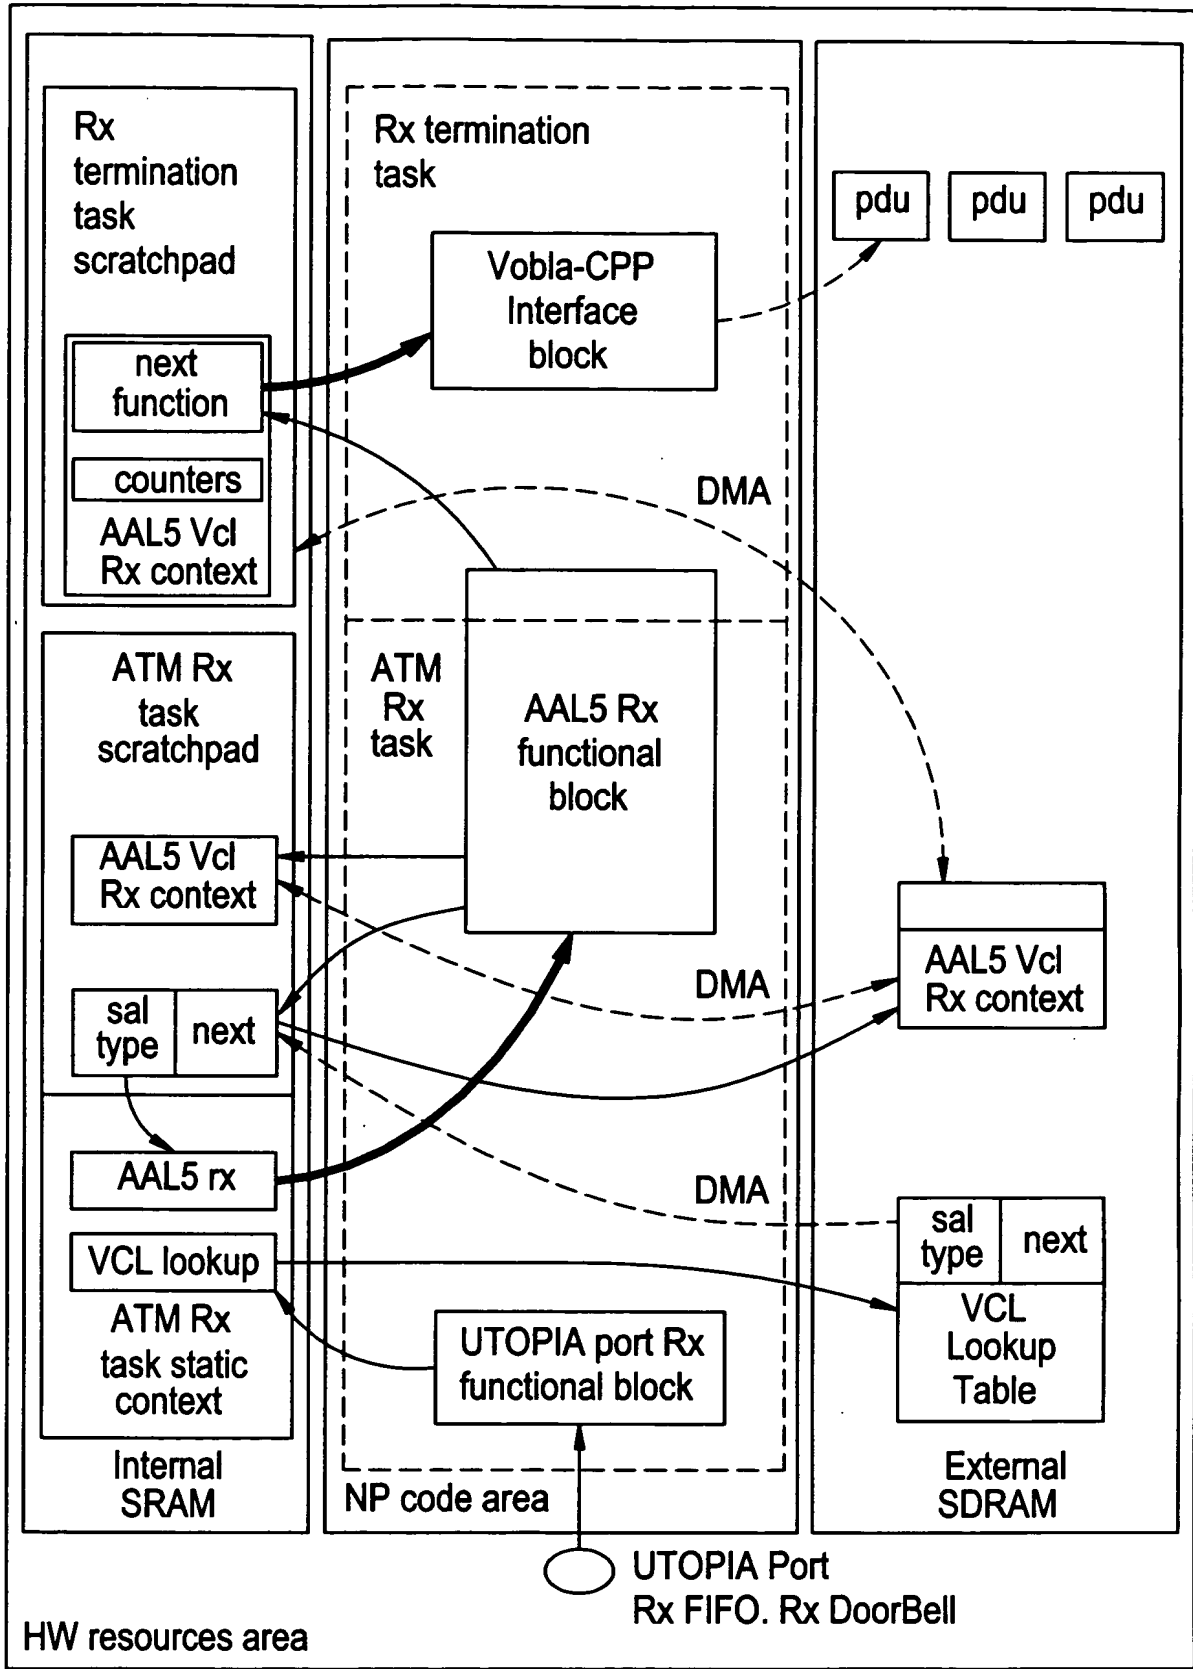 Rx
termination
task
scratchpad
next
function
counters
AAL5 Vcl
Rx context
ATM Rx
task
scratchpad
AAL5 Vcl
Rx context
sal
type
next
AAL5 rx
VCL lookup
ATM Rx
task static
context
Internal
SRAM
Rx termination
task
Vobla-CPP
Interface
block
DMA
ATM
Rx
task
AAL5 Rx
functional
block
DMA
DMA
UTOPIA port Rx
functional block
NP code area
pdu
pdu
pdu
AAL5 Vcl
Rx context
sal
type
next
VCL
Lookup
Table
External
SDRAM
UTOPIA Port
Rx FIFO. Rx DoorBell
HW resources area